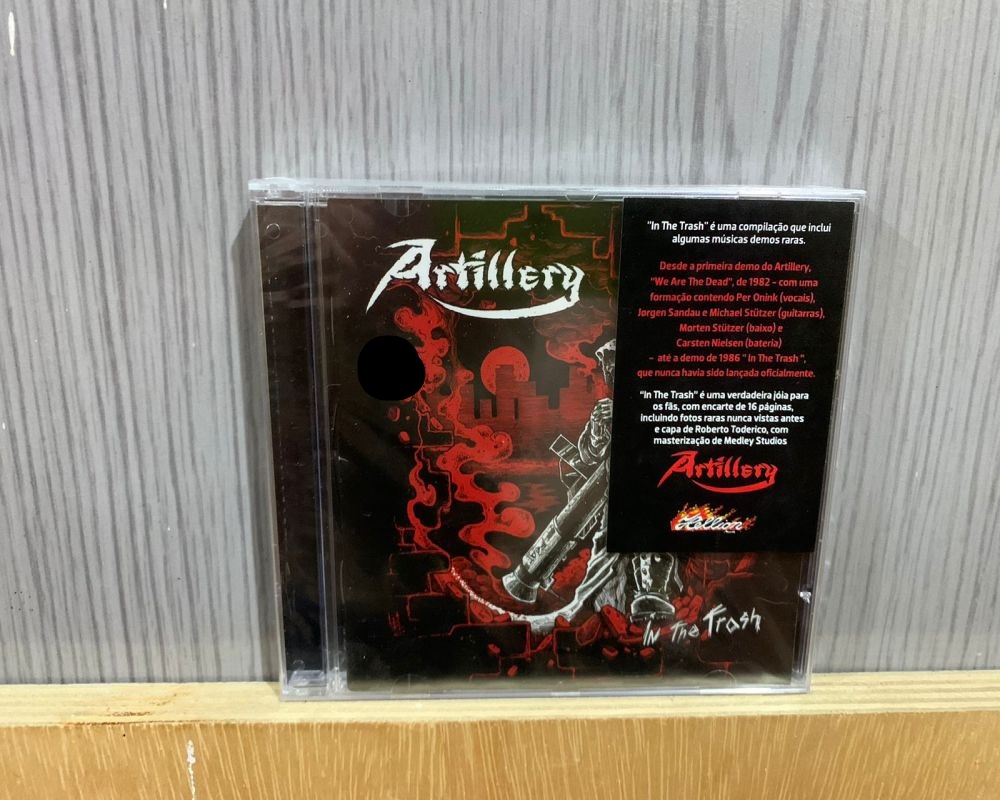 Artillery
"In The Trash" é uma compilação que inclui
algumas músicas demos raras.
Desde a primeira demo do Artillery,
"We Are The Dead", de 1982 - com uma
formação contendo Per Onink (vocais),
Jørgen Sandau e Michael Stützer (guitarras),
Morten Stützer (baixo) e
Carsten Nielsen (bateria)
- até a demo de 1986 "In The Trash",
que nunca havia sido lançada oficialmente.
"In The Trash" é uma verdadeira jóia para
os fãs, com encarte de 16 páginas,
incluindo fotos raras nunca vistas antes
e capa de Roberto Toderico, com
masterização de Medley Studios
Artillery
Hellion
In The Trash